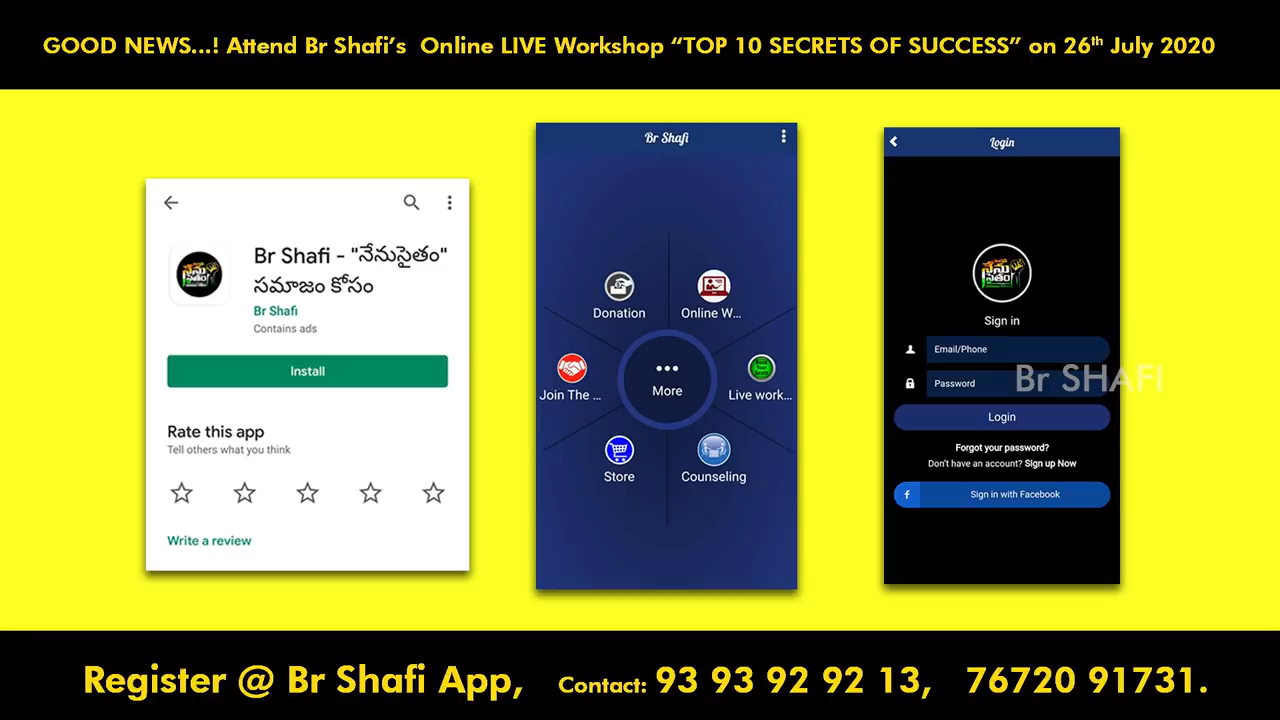 GOOD NEWS...! Attend Br Shafi's Online LIVE Workshop “TOP 10 SECRETS OF SUCCESS” on 26th July 2020
Br Shafi - "నేనుసైతం"
సమాజం కోసం
Br Shafi
Contains ads
Install
Rate this app
Tell others what you think
Write a review
Br Shafi
Donation
Online W...
Join The ...
More
Live work...
Store
Counseling
Login
నేను
సైతం
Sign in
Email/Phone
Password
Br SHAFI
Login
Forgot your password?
Don't have an account? Sign up Now
f Sign in with Facebook
Register @ Br Shafi App, Contact: 93 93 92 92 13, 76720 91731.